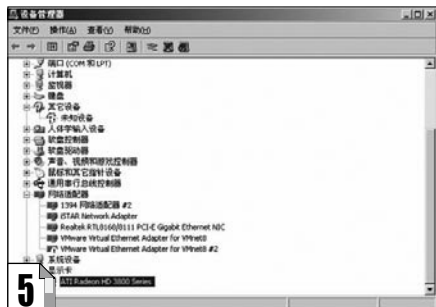 设备管理器
文件(F) 操作(A) 查看(V) 帮助(H)
端口 (COM 和 LPT)
计算机
监视器
键盘
其它设备
未知设备
人体学输入设备
软盘控制器
软盘驱动器
声音、视频和游戏控制器
鼠标和其它指针设备
通用串行总线控制器
网络适配器
1394 网络适配器 #2
iSTAR Network Adapter
Realtek RTL8168/8111 PCI-E Gigabit Ethernet NIC
VMware Virtual Ethernet Adapter for VMnet8
VMware Virtual Ethernet Adapter for VMnet8 #2
系统设备
显示卡
ATI Radeon HD 3800 Series
5